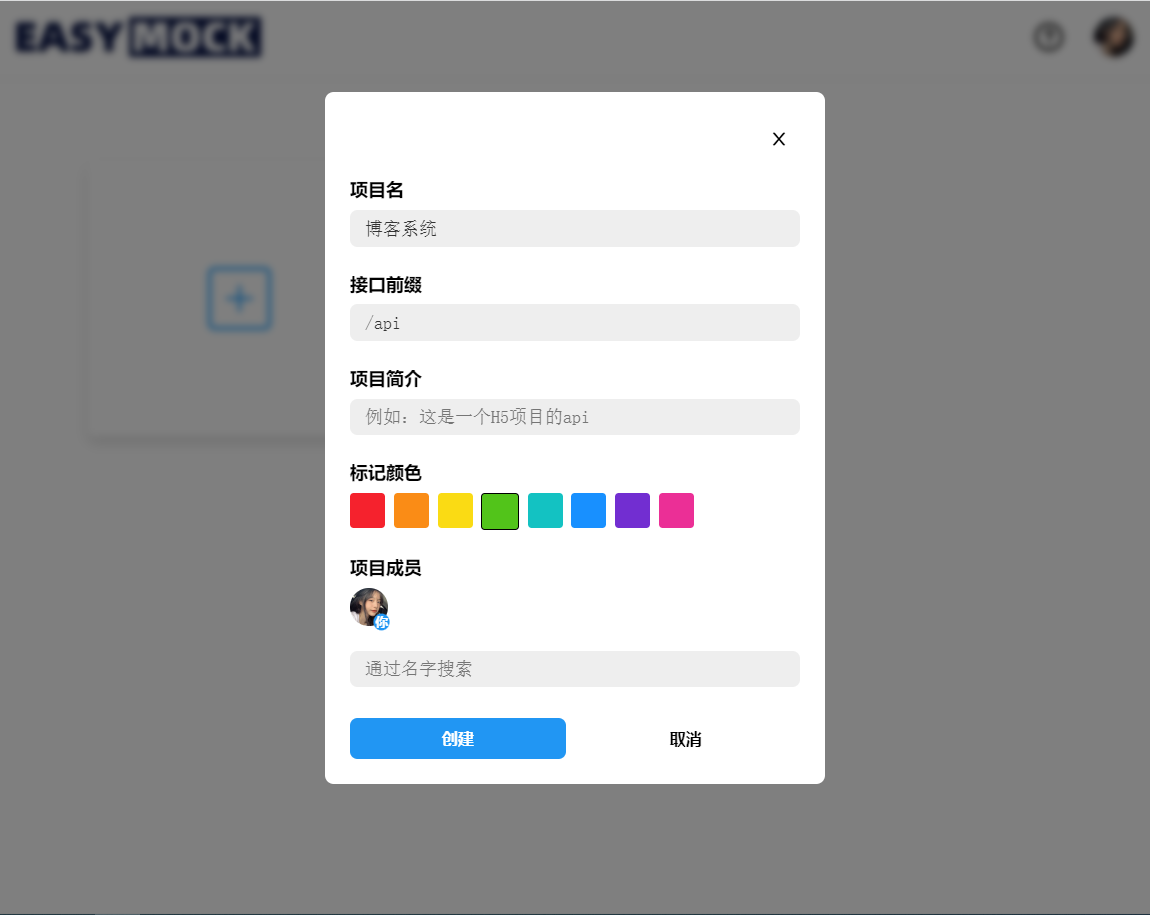 EASY MOCK
项目名
博客系统
接口前缀
/api
项目简介
例如：这是一个H5项目的api
标记颜色
项目成员
你
通过名字搜索
创建
取消